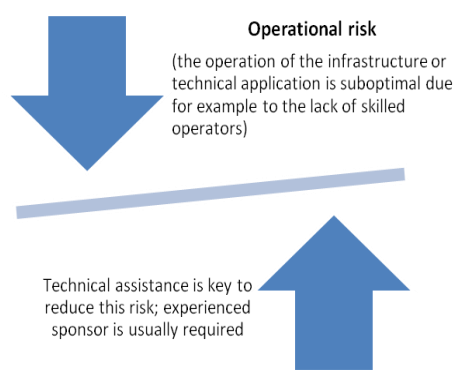 Operational risk
(the operation of the infrastructure or
technical application is suboptimal due
for example to the lack of skilled
operators)
Technical assistance is key to
reduce this risk; experienced
sponsor is usually required